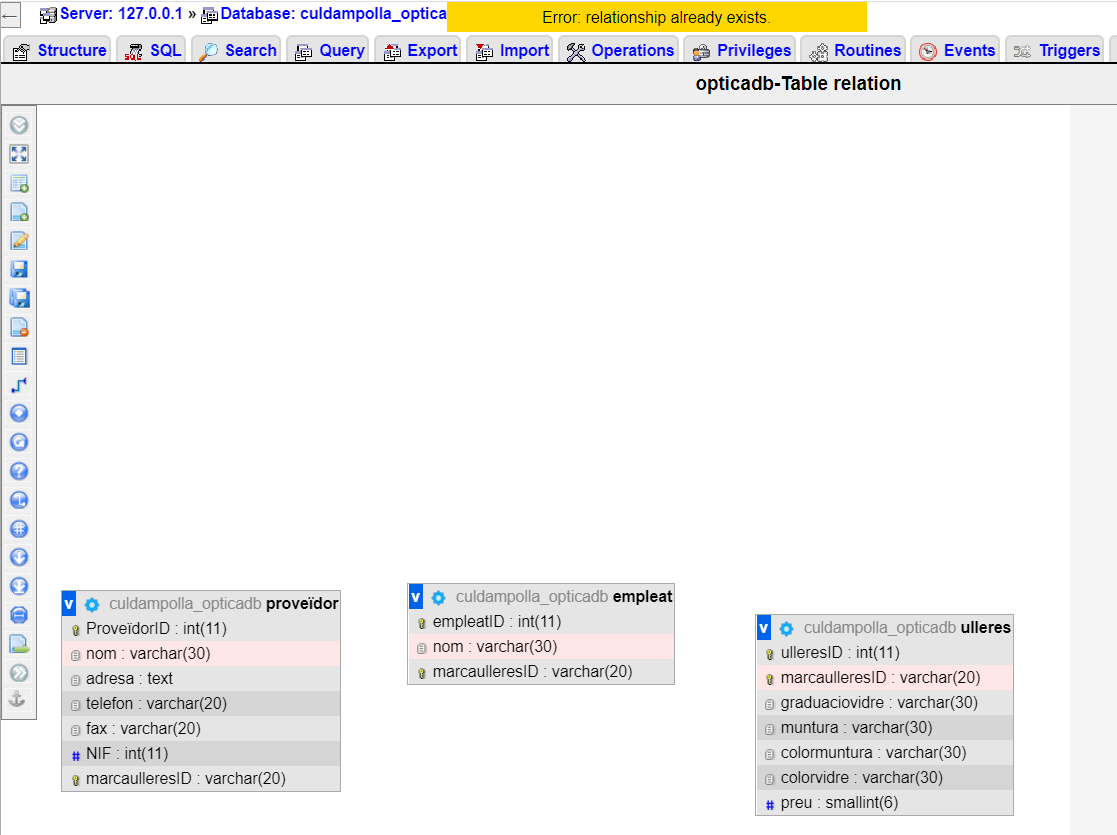 Server: 127.0.0.1 » Database: culdampolla_optica
Error: relationship already exists.
Structure SQL Search Query Export Import Operations Privileges Routines Events Triggers
opticadb-Table relation
v culdampolla_opticadb proveïdor
ProveïdorID : int(11)
nom : varchar(30)
adresa : text
telefon : varchar(20)
fax : varchar(20)
# NIF : int(11)
marcaulleresID : varchar(20)
v culdampolla_opticadb empleat
empleatID : int(11)
nom : varchar(30)
marcaulleresID : varchar(20)
v culdampolla_opticadb ulleres
ulleresID : int(11)
marcaulleresID : varchar(20)
graduaciovidre : varchar(30)
muntura : varchar(30)
colormuntura : varchar(30)
colorvidre : varchar(30)
# preu : smallint(6)